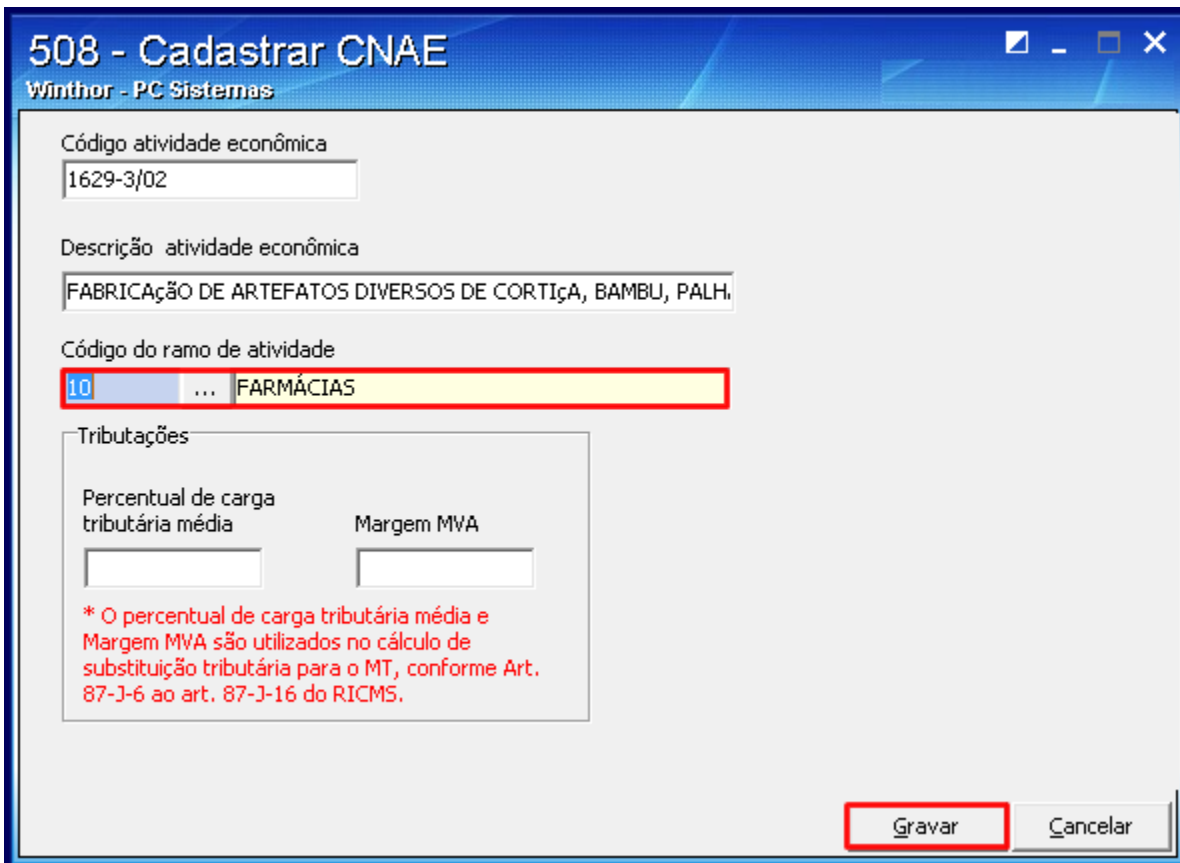 508 - Cadastrar CNAE
Winthor - PC Sistemas
Código atividade econômica
1629-3/02
Descrição atividade econômica
FABRICAçãO DE ARTEFATOS DIVERSOS DE CORTIçA, BAMBU, PALH
Código do ramo de atividade
10 ... FARMÁCIAS
Tributações
Percentual de carga
tributária média Margem MVA
* O percentual de carga tributária média e
Margem MVA são utilizados no cálculo de
substituição tributária para o MT, conforme Art.
87-J-6 ao art. 87-J-16 do RICMS.
Gravar Cancelar